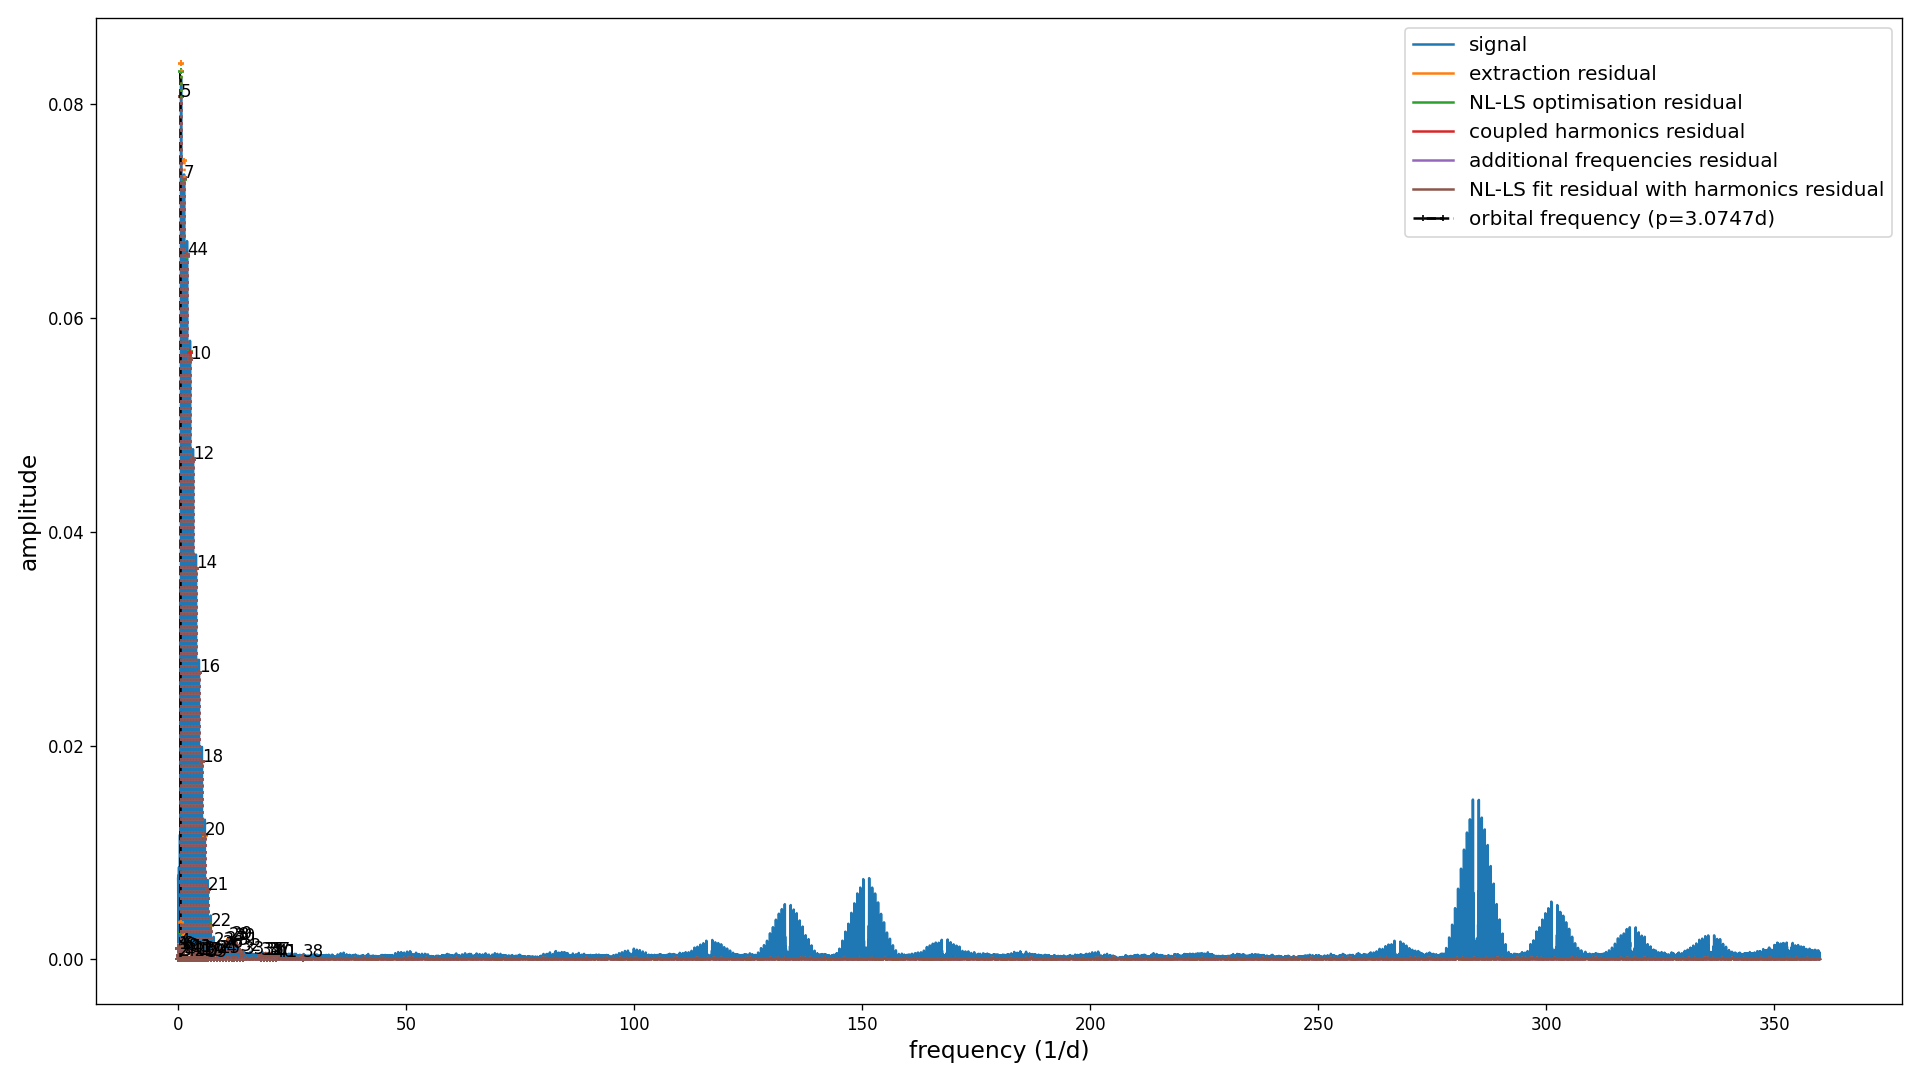 signal
extraction residual
NL-LS optimisation residual
coupled harmonics residual
additional frequencies residual
NL-LS fit residual with harmonics residual
orbital frequency (p=3.0747d)
amplitude
0.08
0.06
0.04
0.02
0.00
5
7
44
10
12
14
16
18
20
21
22
38
0
50
100
150
200
250
300
350
frequency (1/d)